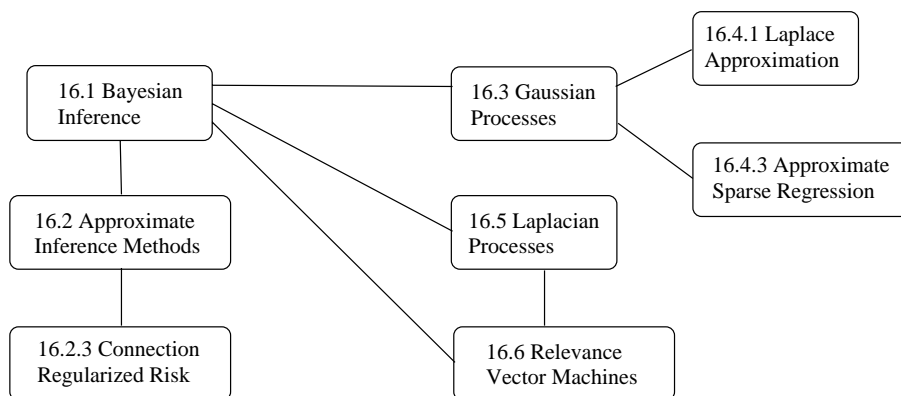 16.4.1 Laplace
Approximation
16.1 Bayesian
Inference
16.3 Gaussian
Processes
16.4.3 Approximate
Sparse Regression
16.2 Approximate
Inference Methods
16.5 Laplacian
Processes
16.2.3 Connection
Regularized Risk
16.6 Relevance
Vector Machines